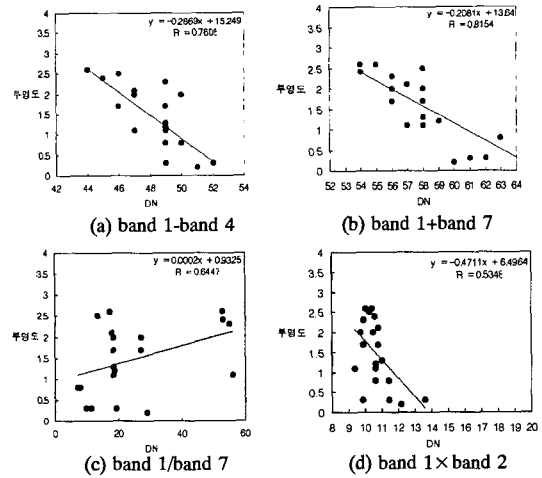 y = -0.2869x + 15.249
R = 0.7605
4
3.5
3
2.5
2
1.5
1
0.5
0
투명도
42 44 46 48 50 52 54
DN
(a) band 1-band 4
y = -0.2081x + 13.64
R = 0.8154
4
3.5
3
2.5
2
1.5
1
0.5
0
투명도
52 53 54 55 56 57 58 59 60 61 62 63 64
DN
(b) band 1+band 7
y = 0.0002x + 0.9325
R = 0.6447
4
3.5
3
2.5
2
1.5
1
0.5
0
투명도
0 20 40 60
DN
(c) band 1/band 7
y = -0.4711x + 6.4964
R = 0.5348
4
3.5
3
2.5
2
1.5
1
0.5
0
투명도
8 9 10 11 12 13 14 15 16 17 18 19 20
DN
(d) band 1×band 2